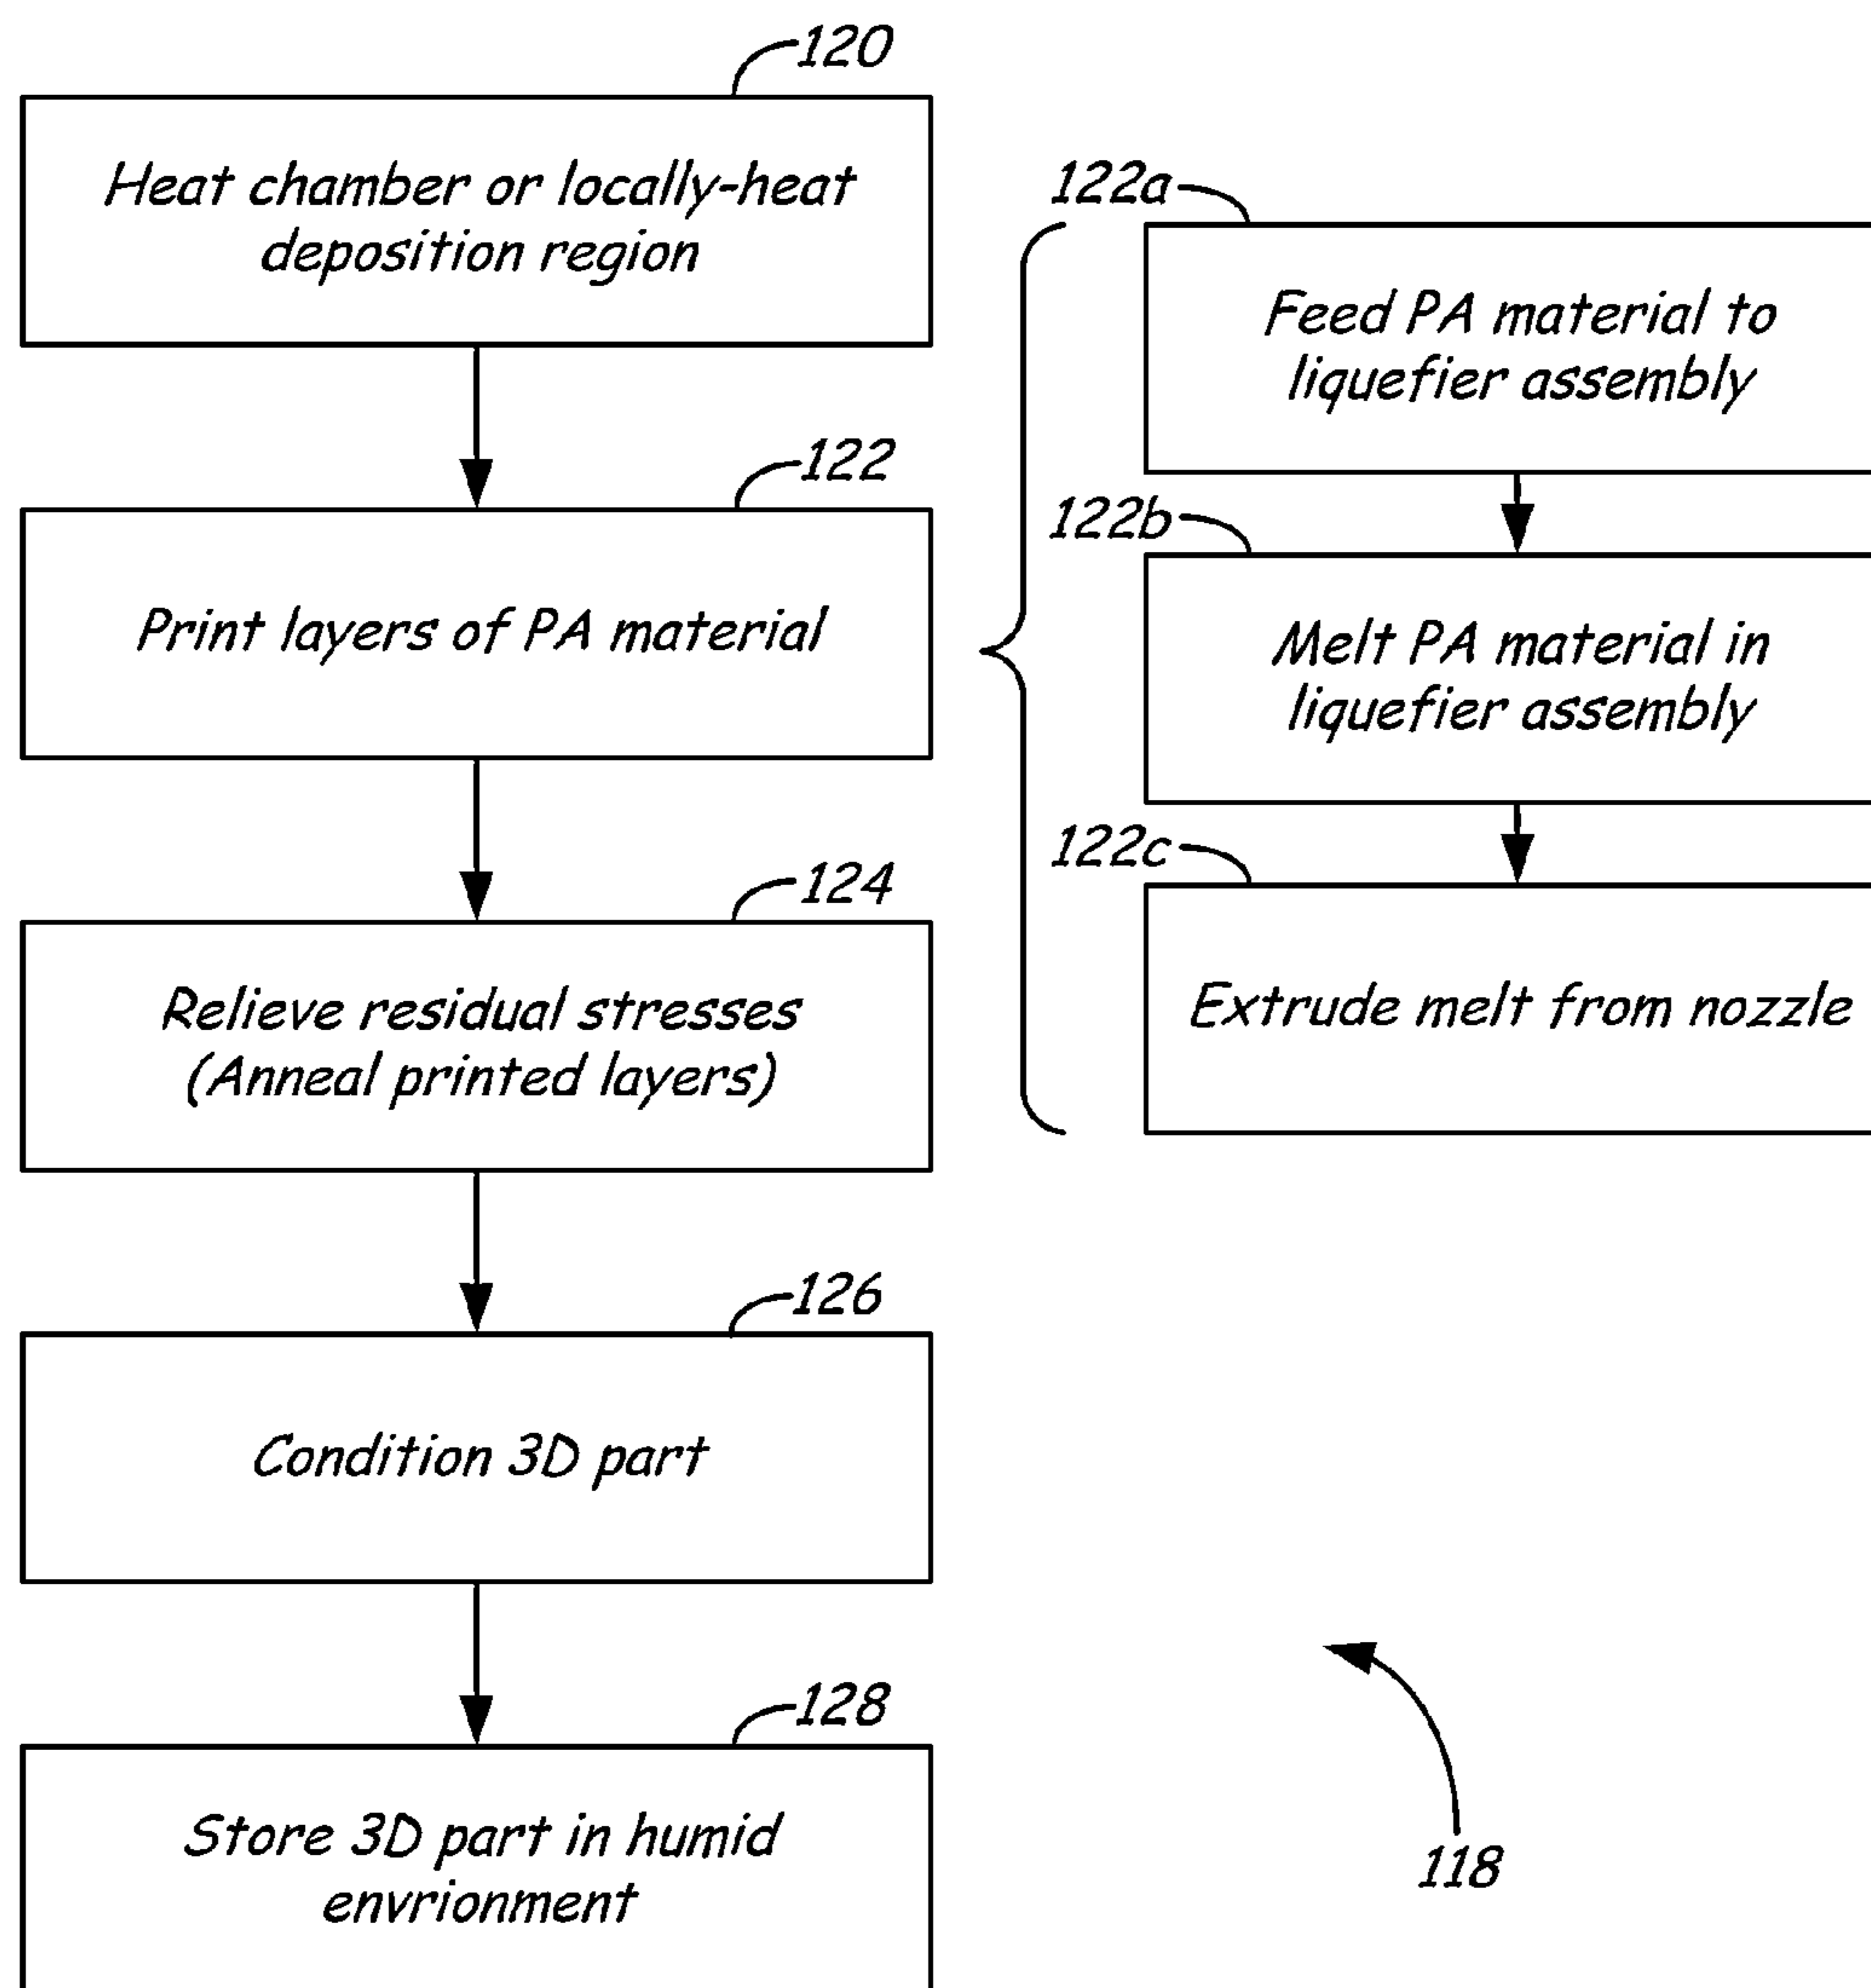 120
Heat chamber or locally-heat
deposition region
122
Print layers of PA material
124
Relieve residual stresses
(Anneal printed layers)
126
Condition 3D part
128
Store 3D part in humid
envrionment
122a
Feed PA material to
liquefier assembly
122b
Melt PA material in
liquefier assembly
122c
Extrude melt from nozzle
118